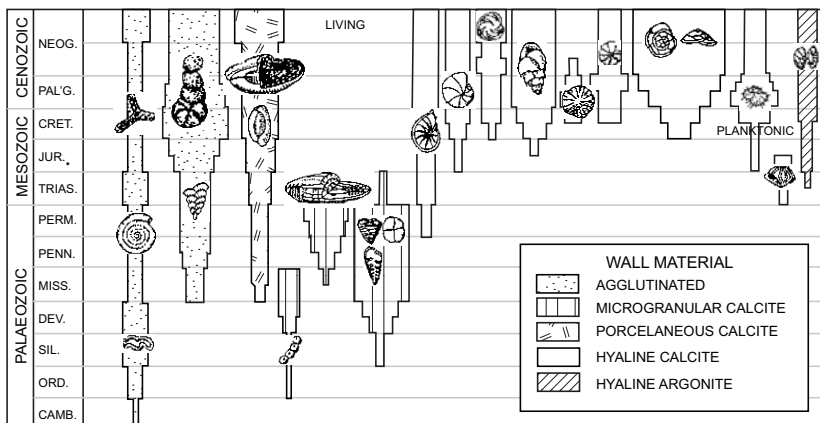 LIVING
CENOZOIC
NEOG.
PAL'G.
MESOZOIC
CRET.
PLANKTONIC
JUR.
TRIAS.
PALAEOZOIC
PERM.
PENN.
MISS.
DEV.
SIL.
ORD.
CAMB.
WALL MATERIAL
AGGLUTINATED
MICROGRANULAR CALCITE
PORCELANEOUS CALCITE
HYALINE CALCITE
HYALINE ARGONITE